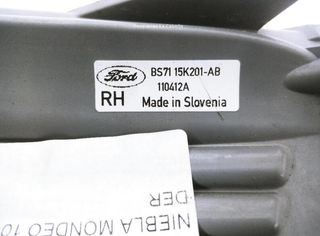 Ford
BS71 15K201-AB
110412A
RH
Made in Slovenia
NIEBLA MONDEO 10
DER